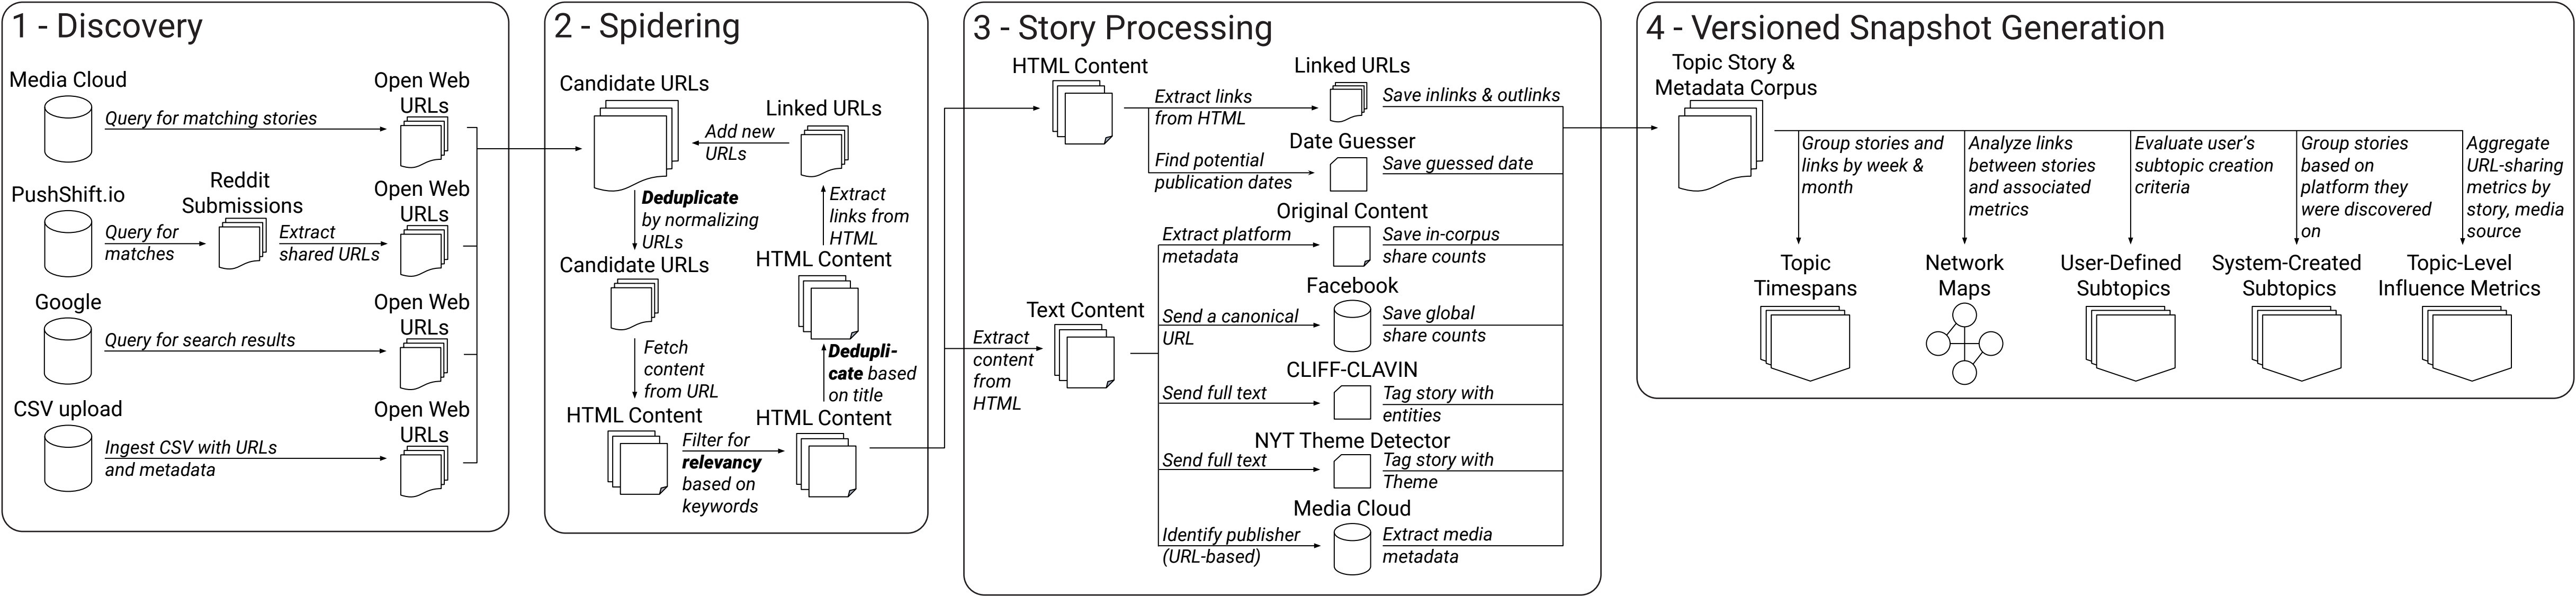 1 - Discovery
Media Cloud
Query for matching stories
Open Web
URLs
PushShift.io
Query for
matches
Reddit
Submissions
Extract
shared URLs
Open Web
URLs
Google
Query for search results
Open Web
URLs
CSV upload
Ingest CSV with URLs
and metadata
Open Web
URLs
2 - Spidering
Candidate URLs
Linked URLs
Add new
URLs
Deduplicate
by normalizing
URLs
Extract
links from
HTML
Candidate URLs
HTML Content
Fetch
content
from URL
Dedupli-
cate based
on title
HTML Content
Filter for
relevancy
based on
keywords
HTML Content
3 - Story Processing
HTML Content
Extract links
from HTML
Linked URLs
Save inlinks & outlinks
Find potential
publication dates
Date Guesser
Save guessed date
Extract
content
from
HTML
Text Content
Extract platform
metadata
Original Content
Save in-corpus
share counts
Send a canonical
URL
Facebook
Save global
share counts
Send full text
CLIFF-CLAVIN
Tag story with
entities
Send full text
NYT Theme Detector
Tag story with
Theme
Identify publisher
(URL-based)
Media Cloud
Extract media
metadata
4 - Versioned Snapshot Generation
Topic Story &
Metadata Corpus
Group stories and
links by week &
month
Topic
Timespans
Analyze links
between stories
and associated
metrics
Network
Maps
Evaluate user's
subtopic creation
criteria
User-Defined
Subtopics
Group stories
based on
platform they
were discovered
on
System-Created
Subtopics
Aggregate
URL-sharing
metrics by
story, media
source
Topic-Level
Influence Metrics